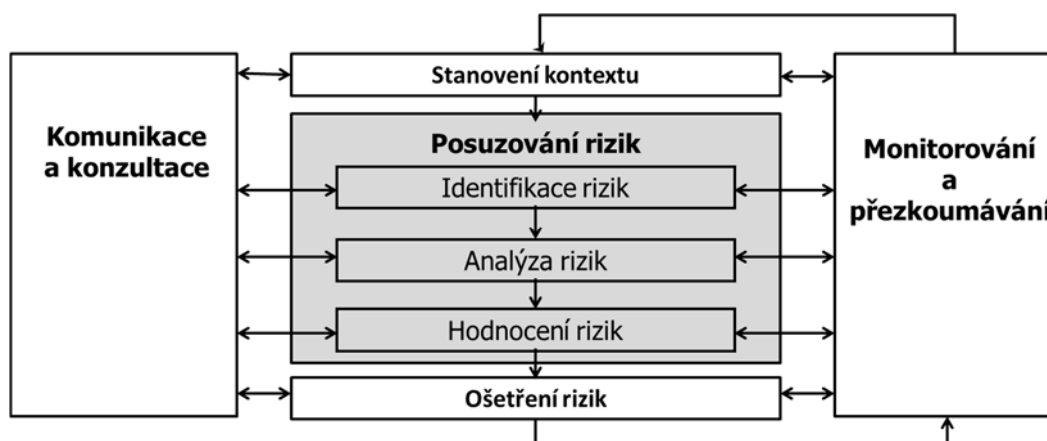 Stanovení kontextu
Komunikace
a konzultace
Posuzování rizik
Identifikace rizik
Analýza rizik
Hodnocení rizik
Ošetření rizik
Monitorování
a
přezkoumávání